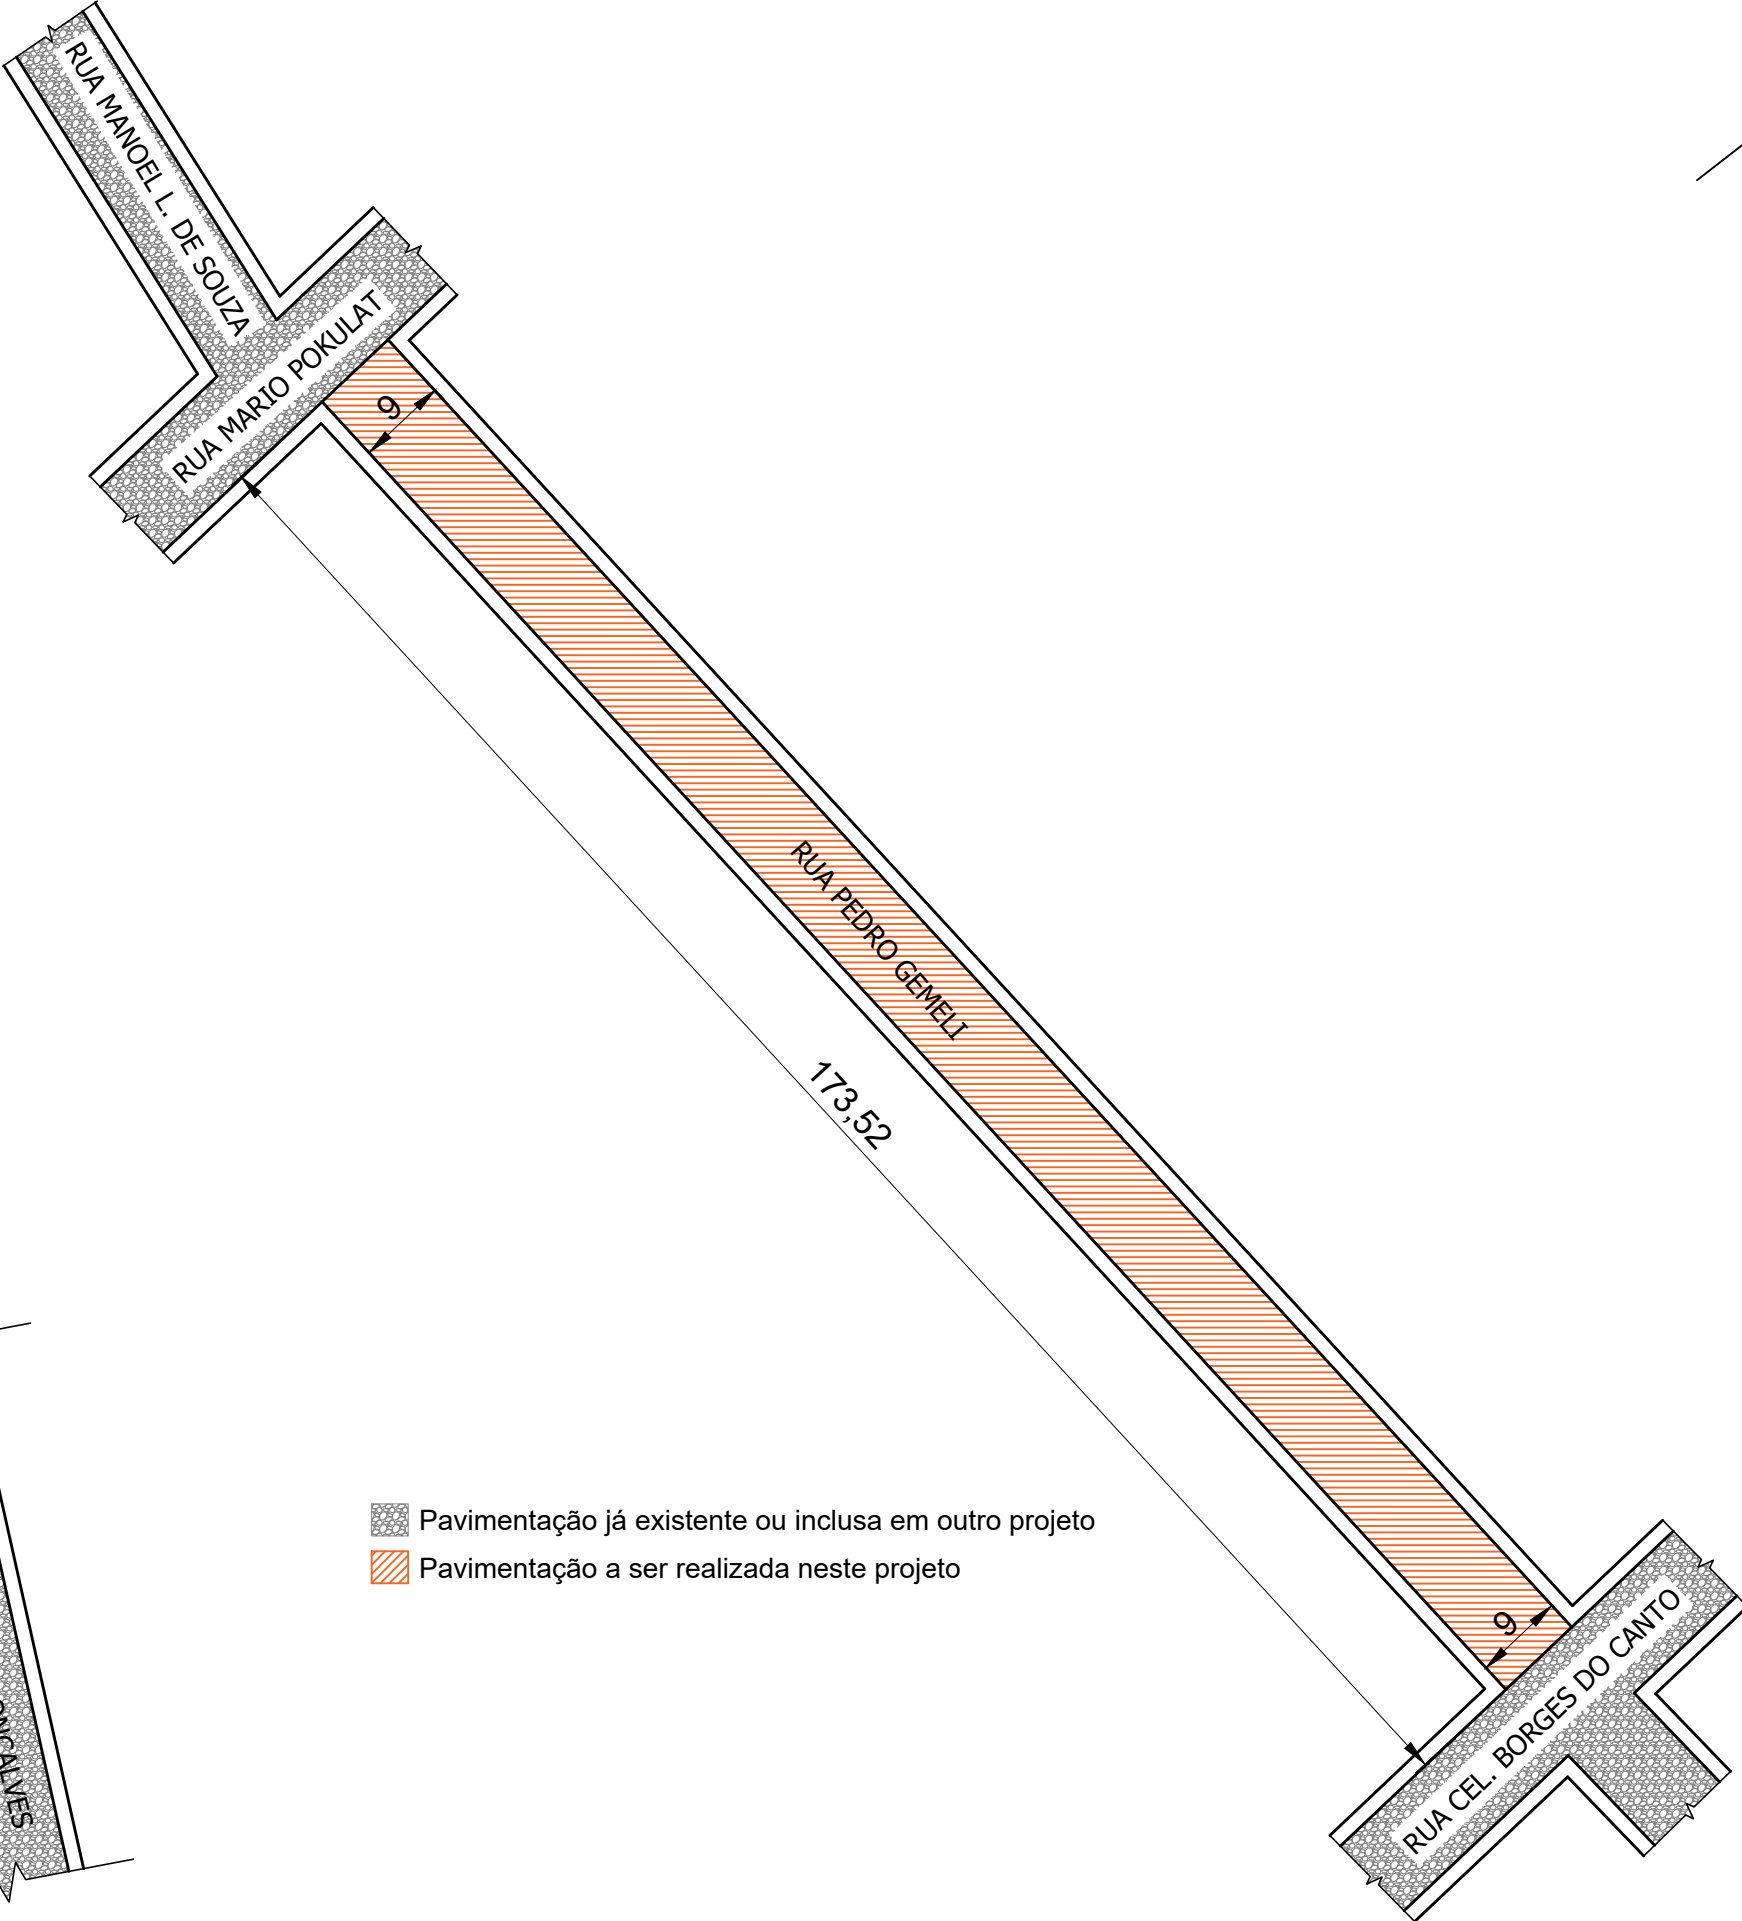 RUA MANOEL L. DE SOUZA
RUA MARIO POKULAT
9
RUA PEDRO GEMELI
173,52
Pavimentação já existente ou inclusa em outro projeto
Pavimentação a ser realizada neste projeto
9
RUA CEL. BORGES DO CANTO